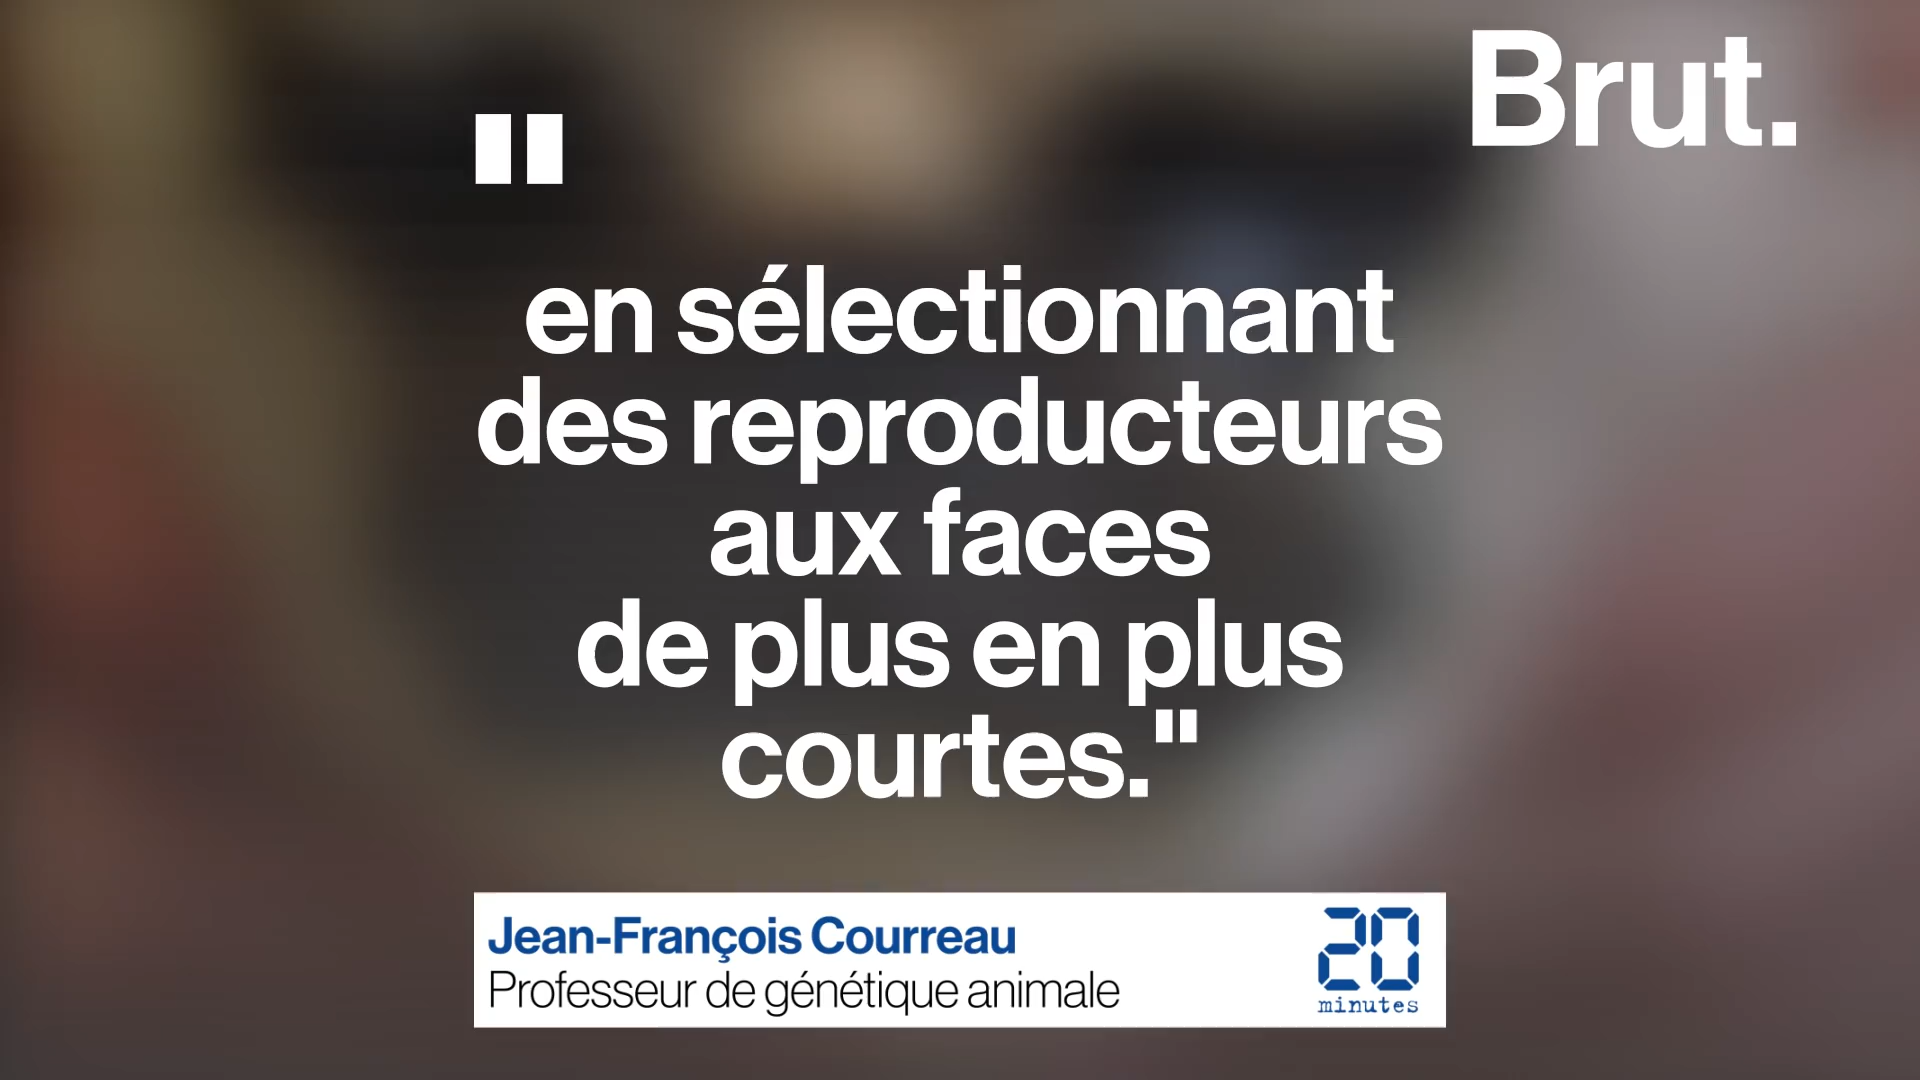 Brut.
"
en sélectionnant
des reproducteurs
aux faces
de plus en plus
courtes."
Jean-François Courreau
Professeur de génétique animale
20
minutes